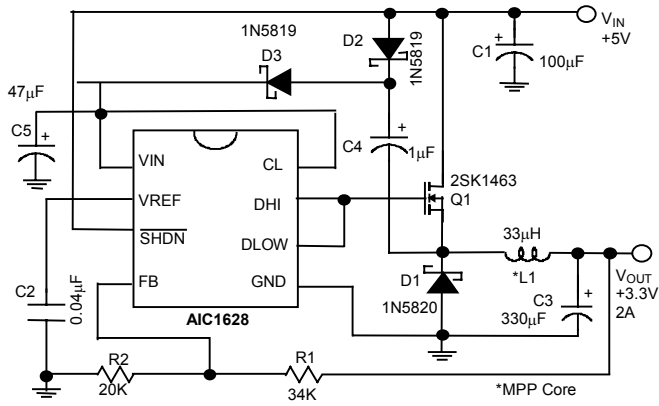 1N5819
D3
D2
1N5819
C1
100µF
VIN
+5V
47µF
C5
C4
1µF
VIN
CL
VREF
DHI
SHDN
DLOW
FB
GND
AIC1628
2SK1463
Q1
33µH
*L1
D1
1N5820
VOUT
+3.3V
2A
C3
330µF
C2
0.04µF
R2
20K
R1
34K
*MPP Core